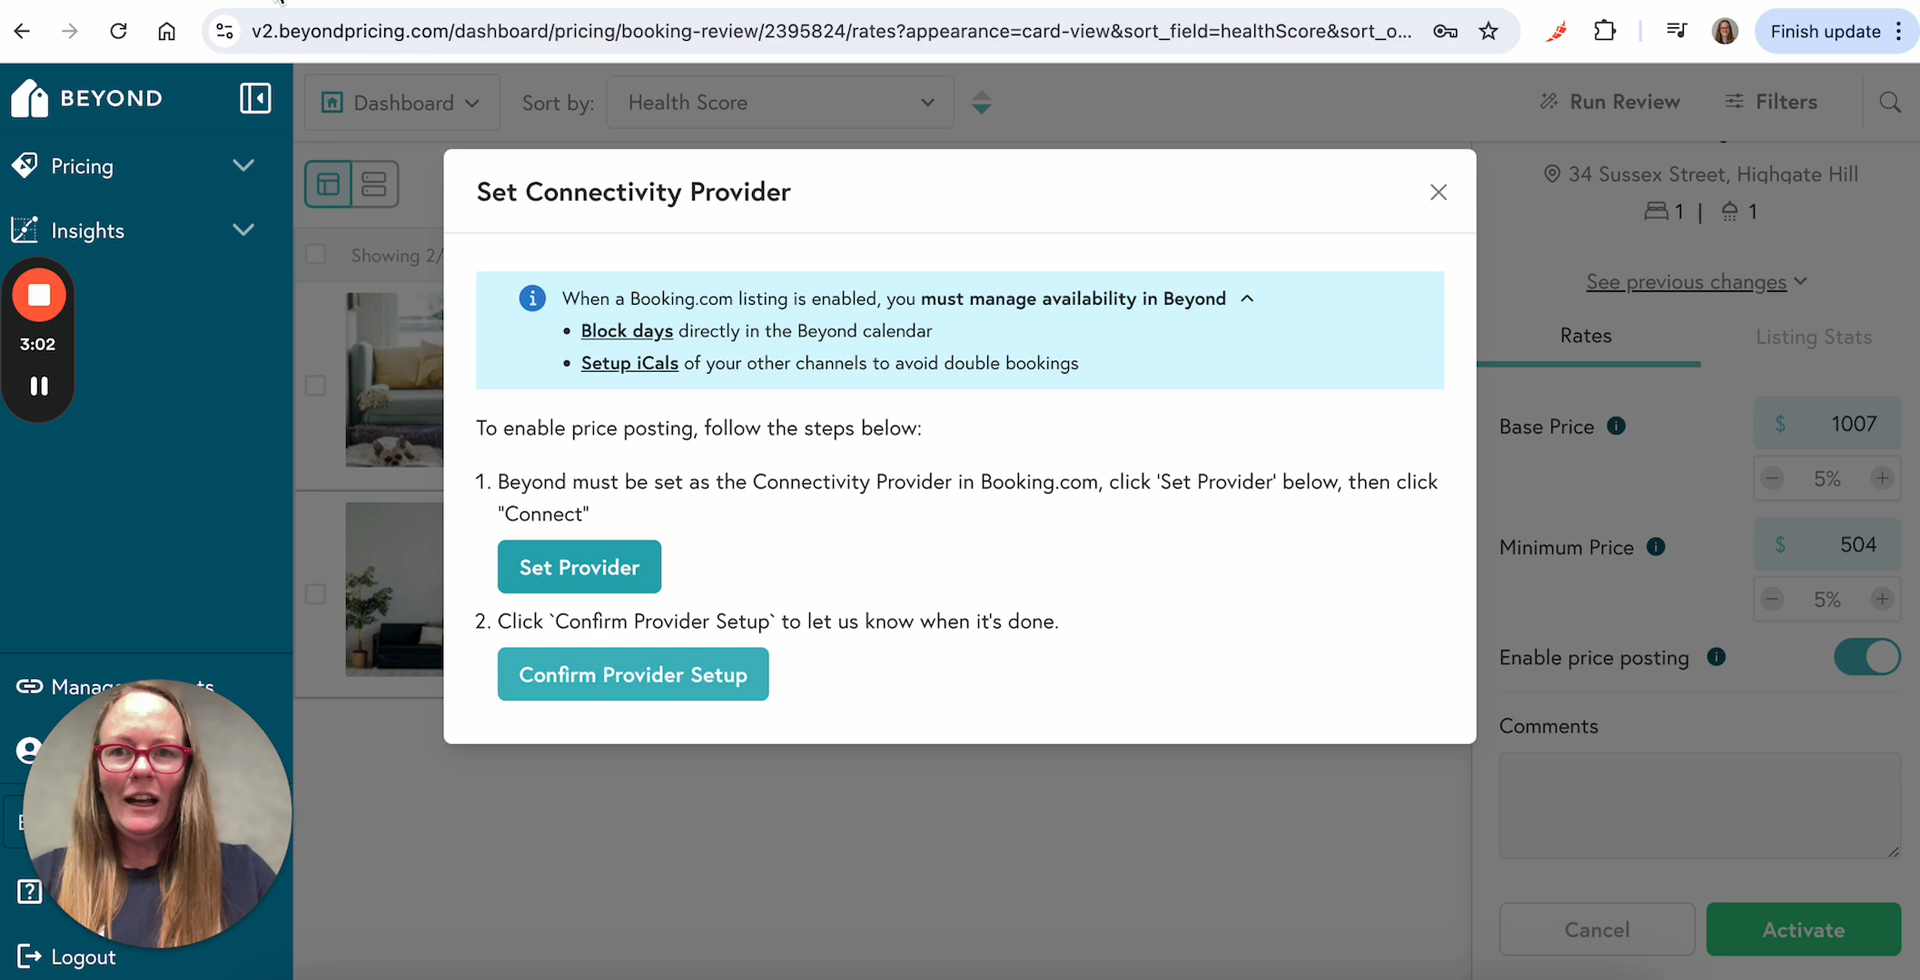 v2.beyondpricing.com/dashboard/pricing/booking-review/2395824/rates?appearance=card-view&sort_field=healthScore&sort_o...
Finish update
BEYOND
Dashboard
Sort by:
Health Score
Run Review
Filters
Pricing
Insights
3:02
Showing 2/
Set Connectivity Provider
When a Booking.com listing is enabled, you must manage availability in Beyond
• Block days directly in the Beyond calendar
• Setup iCals of your other channels to avoid double bookings
To enable price posting, follow the steps below:
1. Beyond must be set as the Connectivity Provider in Booking.com, click 'Set Provider' below, then click
"Connect"
Set Provider
2. Click `Confirm Provider Setup` to let us know when it's done.
Confirm Provider Setup
34 Sussex Street, Highgate Hill
1 | 1
See previous changes
Rates
Listing Stats
Base Price
$ 1007
5%
Minimum Price
$ 504
5%
Enable price posting
Comments
Cancel
Activate
Logout